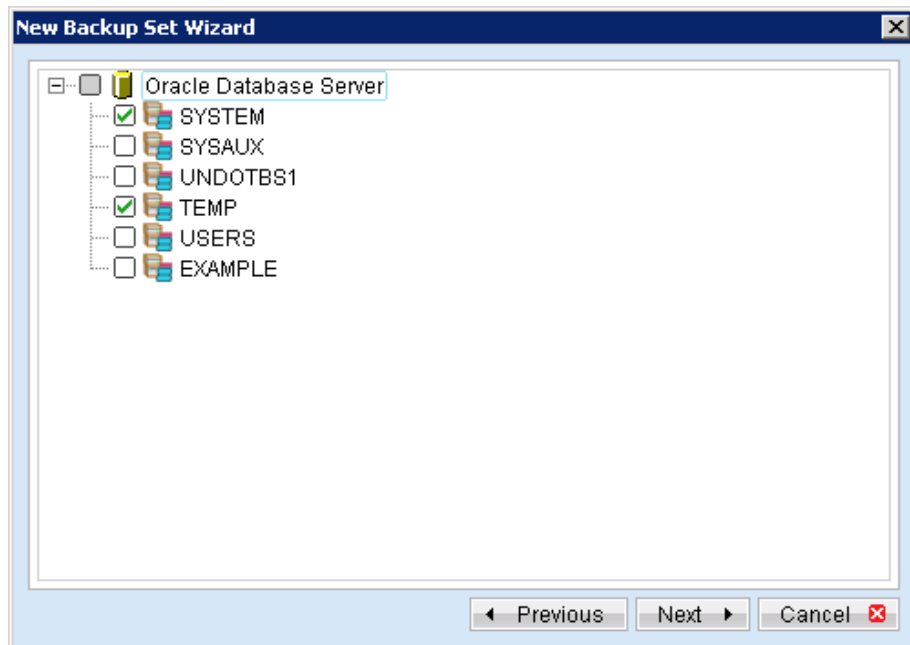 New Backup Set Wizard
Oracle Database Server
SYSTEM
SYSAUX
UNDOTBS1
TEMP
USERS
EXAMPLE
Previous Next Cancel